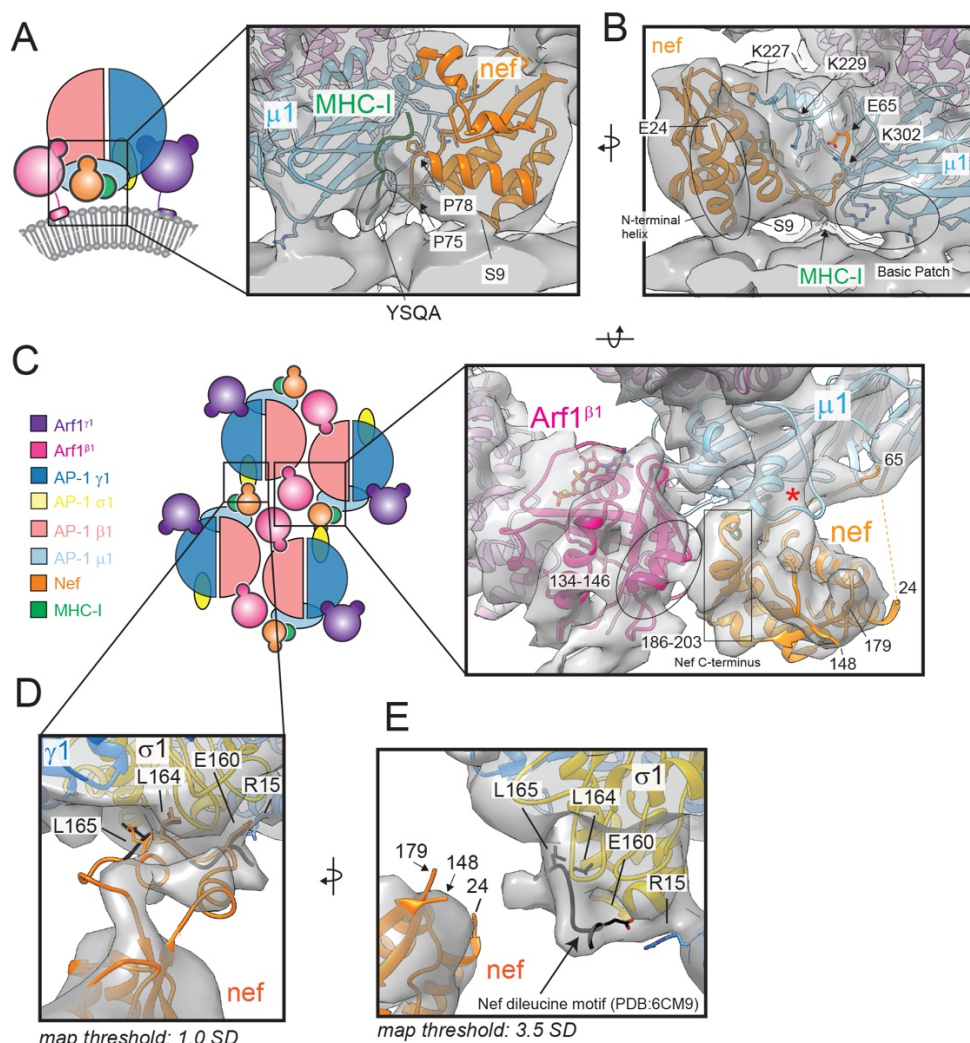 A
μ1
MHC-I
nef
P78
P75
S9
YSQA
B
nef
K227
K229
E65
K302
E24
μ1
N-terminal
helix
S9
MHC-I
Basic Patch
C
Arf1γ1
Arf1β1
AP-1 γ1
AP-1 σ1
AP-1 β1
AP-1 μ1
Nef
MHC-I
Arf1β1
μ1
65
*
nef
134-146
24
186-203
Nef C-terminus
179
148
D
γ1
σ1
E160
L164
R15
L165
nef
map threshold: 1.0 SD
E
σ1
L165
L164
E160
179
148
R15
24
nef
Nef dileucine motif (PDB:6CM9)
map threshold: 3.5 SD